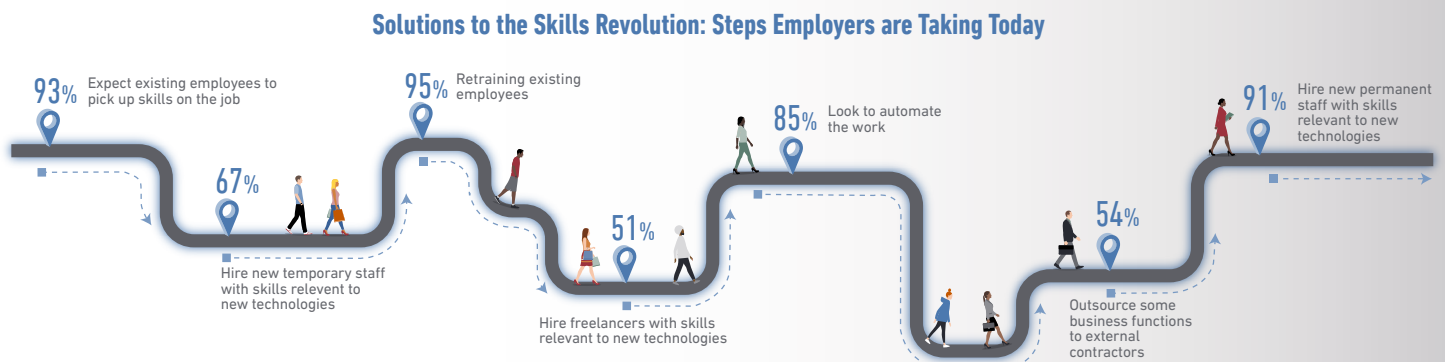 Solutions to the Skills Revolution: Steps Employers are Taking Today
93%
Expect existing employees to
pick up skills on the job
67%
Hire new temporary staff
with skills relevent to
new technologies
95%
Retraining existing
employees
51%
Hire freelancers with skills
relevant to new technologies
85%
Look to automate
the work
54%
Outsource some
business functions
to external
contractors
91%
Hire new permanent
staff with skills
relevant to new
technologies